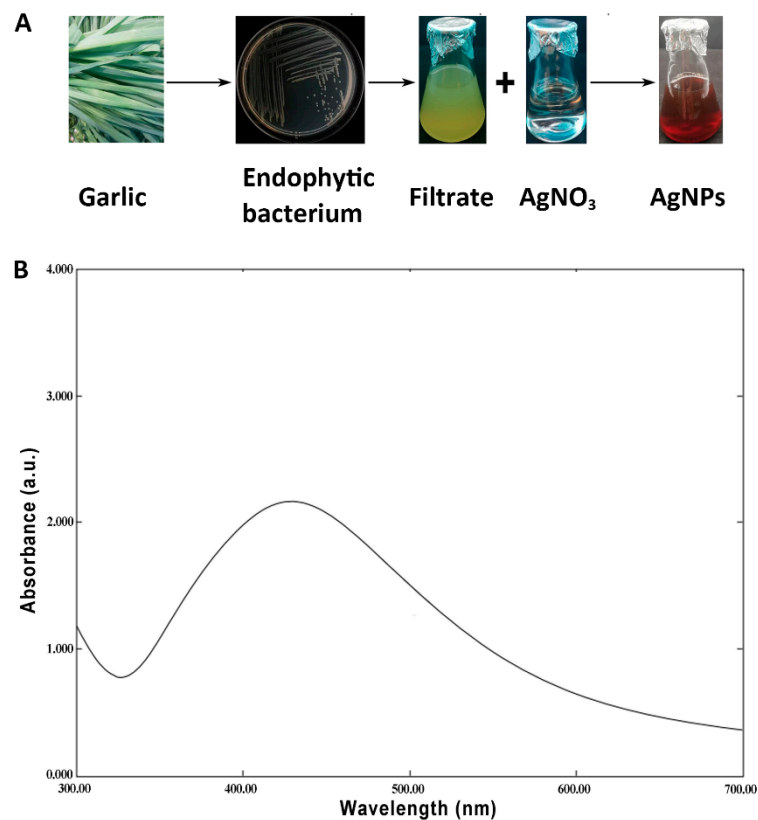 A
+
Garlic
Endophytic
bacterium
Filtrate
AgNO₃
AgNPs
B
4.000
3.000
2.000
1.000
0.000
Absorbance (a.u.)
300.00
400.00
500.00
600.00
700.00
Wavelength (nm)